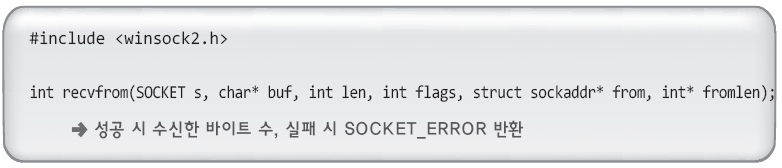 #include <winsock2.h>
int recvfrom(SOCKET s, char* buf, int len, int flags, struct sockaddr* from, int* fromlen);
➔ 성공 시 수신한 바이트 수, 실패 시 SOCKET_ERROR 반환